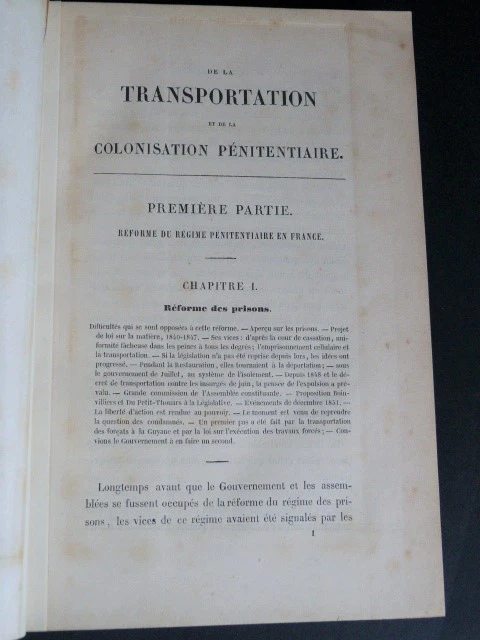 DE LA
TRANSPORTATION
ET DE LA
COLONISATION PÉNITENTIAIRE.
PREMIÈRE PARTIE.
RÉFORME DU RÉGIME PÉNITENTIAIRE EN FRANCE.
CHAPITRE I.
Réforme des prisons.
Difficultés qui se sont opposées à cette réforme. — Aperçu sur les prisons. — Projet
de loi sur la matière, 1840-1847. — Ses vices: d'après la cour de cassation, uni-
formité fâcheuse dans les peines à tous les degrés; l'emprisonnement cellulaire et
la transportation. — Si la législation n'a pas été reprise depuis lors, les idées ont
progressé. — Pendant la Restauration, elles tournaient à la déportation; — sous
le gouvernement de Juillet, au système de l'isolement. — Depuis 1848 et le dé-
cret de transportation contre les insurgés de juin, la pensée de l'expulsion a pré-
valu. — Grande commission de l'Assemblée constituante. — Proposition Boin-
villiers et Du Petit-Thouars à la Législative. — Événements de décembre 1851. —
La liberté d'action est rendue au pouvoir. — Le moment est venu de reprendre
la question des condamnés. — Un premier pas a été fait par la transportation
des forçats à la Guyane et par la loi sur l'exécution des travaux forcés; — Con-
vions le Gouvernement à en faire un second.
Longtemps avant que le Gouvernement et les assem-
blées se fussent occupés de la réforme du régime des pri-
sons, les vices de ce régime avaient été signalés par les
1